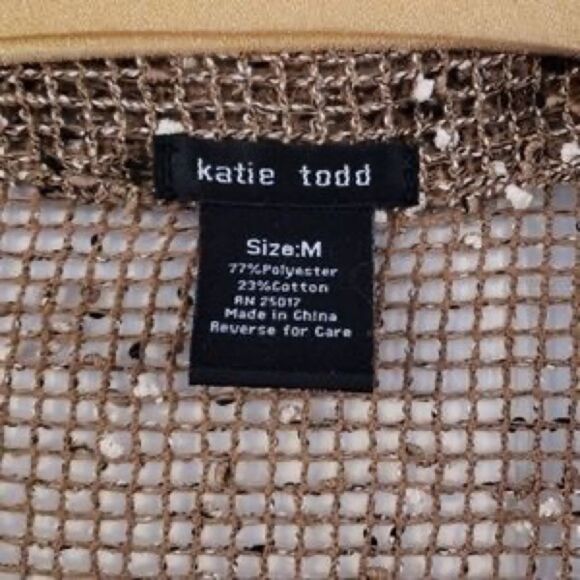 katie todd
Size:M
77%Polyester
23%Cotton
RN 25017
Made in China
Reverse for Care